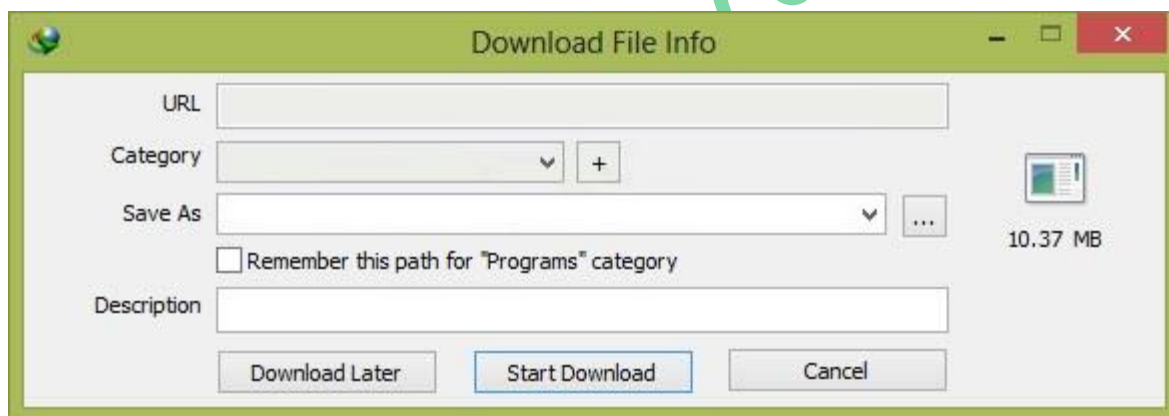 Download File Info
URL
Category +
Save As ...
10.37 MB
Remember this path for "Programs" category
Description
Download Later Start Download Cancel